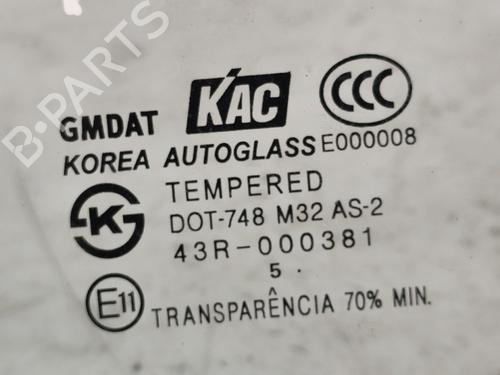 B-PARTS
GMDAT KAC CCC
KOREA AUTOGLASS E000008
K TEMPERED
DOT-748 M32 AS-2
43R-000381
5 .
E11 TRANSPARÊNCIA 70% MIN.